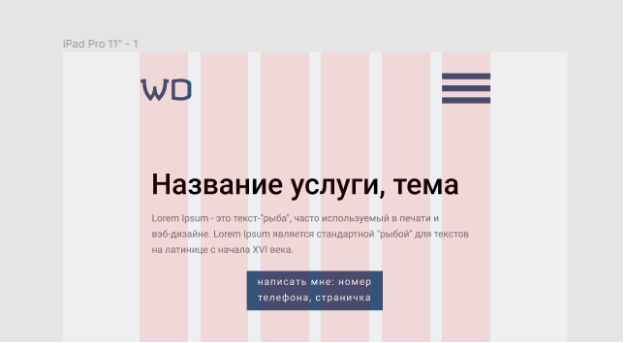 iPad Pro 11" - 1
WD
Название услуги, тема
Lorem Ipsum - это текст-"рыба", часто используемый в печати и
вэб-дизайне. Lorem Ipsum является стандартной "рыбой" для текстов
на латинице с начала XVI века.
написать мне: номер
телефона, страничка